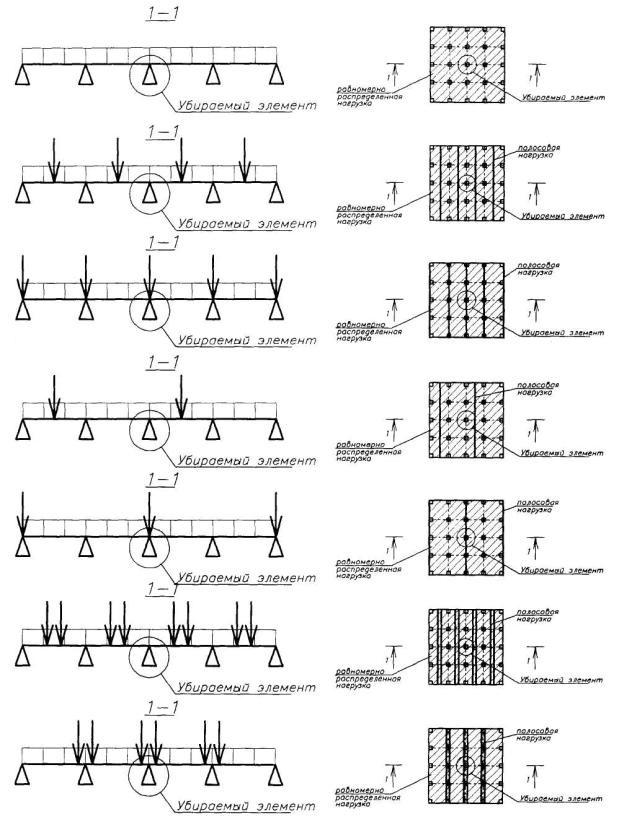 1-1
Убираемый элемент
равномерно
распределенная
нагрузка
1
1
Убираемый элемент
1-1
Убираемый элемент
полосовая
нагрузка
равномерно
распределенная
нагрузка
1
1
Убираемый элемент
1-1
Убираемый элемент
полосовая
нагрузка
равномерно
распределенная
нагрузка
1
1
Убираемый элемент
1-1
Убираемый элемент
полосовая
нагрузка
равномерно
распределенная
нагрузка
1
1
Убираемый элемент
1-1
Убираемый элемент
полосовая
нагрузка
равномерно
распределенная
нагрузка
1
1
Убираемый элемент
1-1
Убираемый элемент
полосовая
нагрузка
равномерно
распределенная
нагрузка
1
1
Убираемый элемент
1-1
Убираемый элемент
полосовая
нагрузка
равномерно
распределенная
нагрузка
1
1
Убираемый элемент